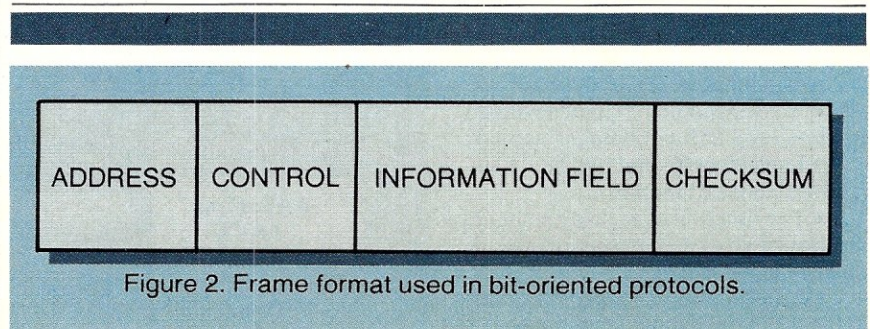 ADDRESS CONTROL INFORMATION FIELD CHECKSUM
Figure 2. Frame format used in bit-oriented protocols.